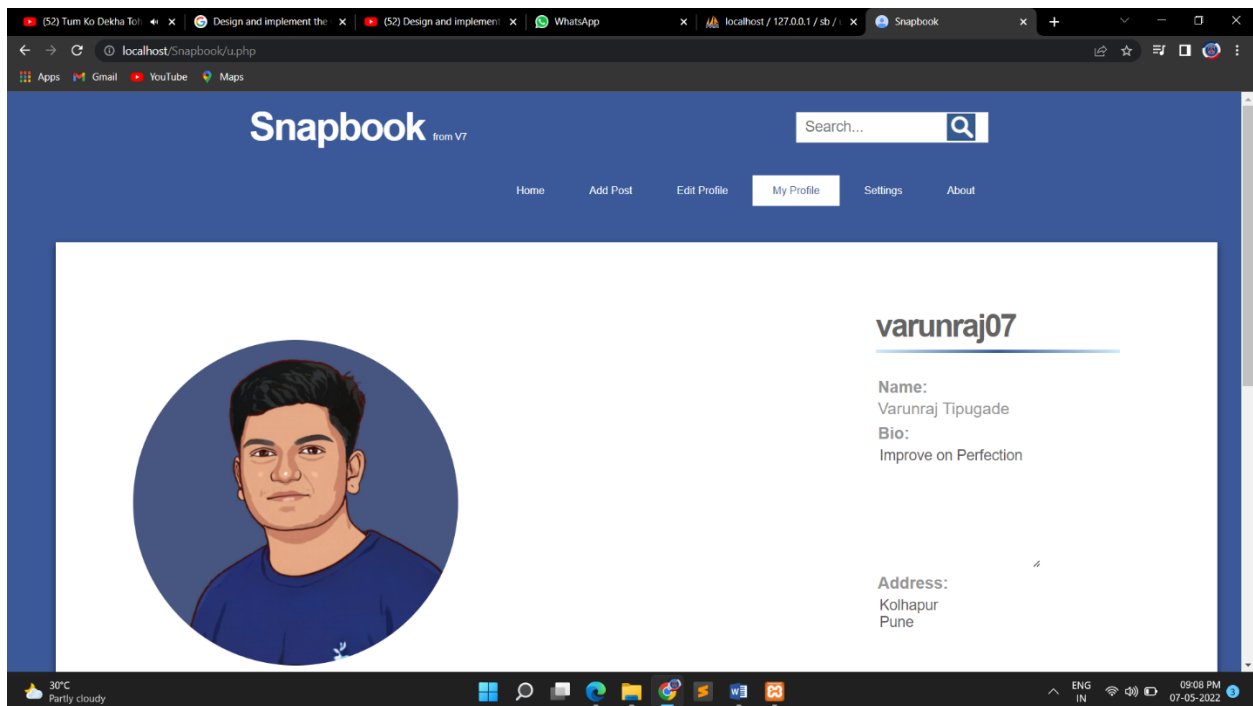 (52) Tum Ko Dekha Toh
Design and implement the
(52) Design and implement
WhatsApp
localhost / 127.0.0.1 / sb / u
Snapbook
localhost/Snapbook/u.php
Apps
Gmail
YouTube
Maps
Snapbook from V7
Search...
Home Add Post Edit Profile My Profile Settings About
varunraj07
Name:
Varunraj Tipugade
Bio:
Improve on Perfection
Address:
Kolhapur
Pune
30°C
Partly cloudy
ENG
IN
09:08 PM
07-05-2022
3